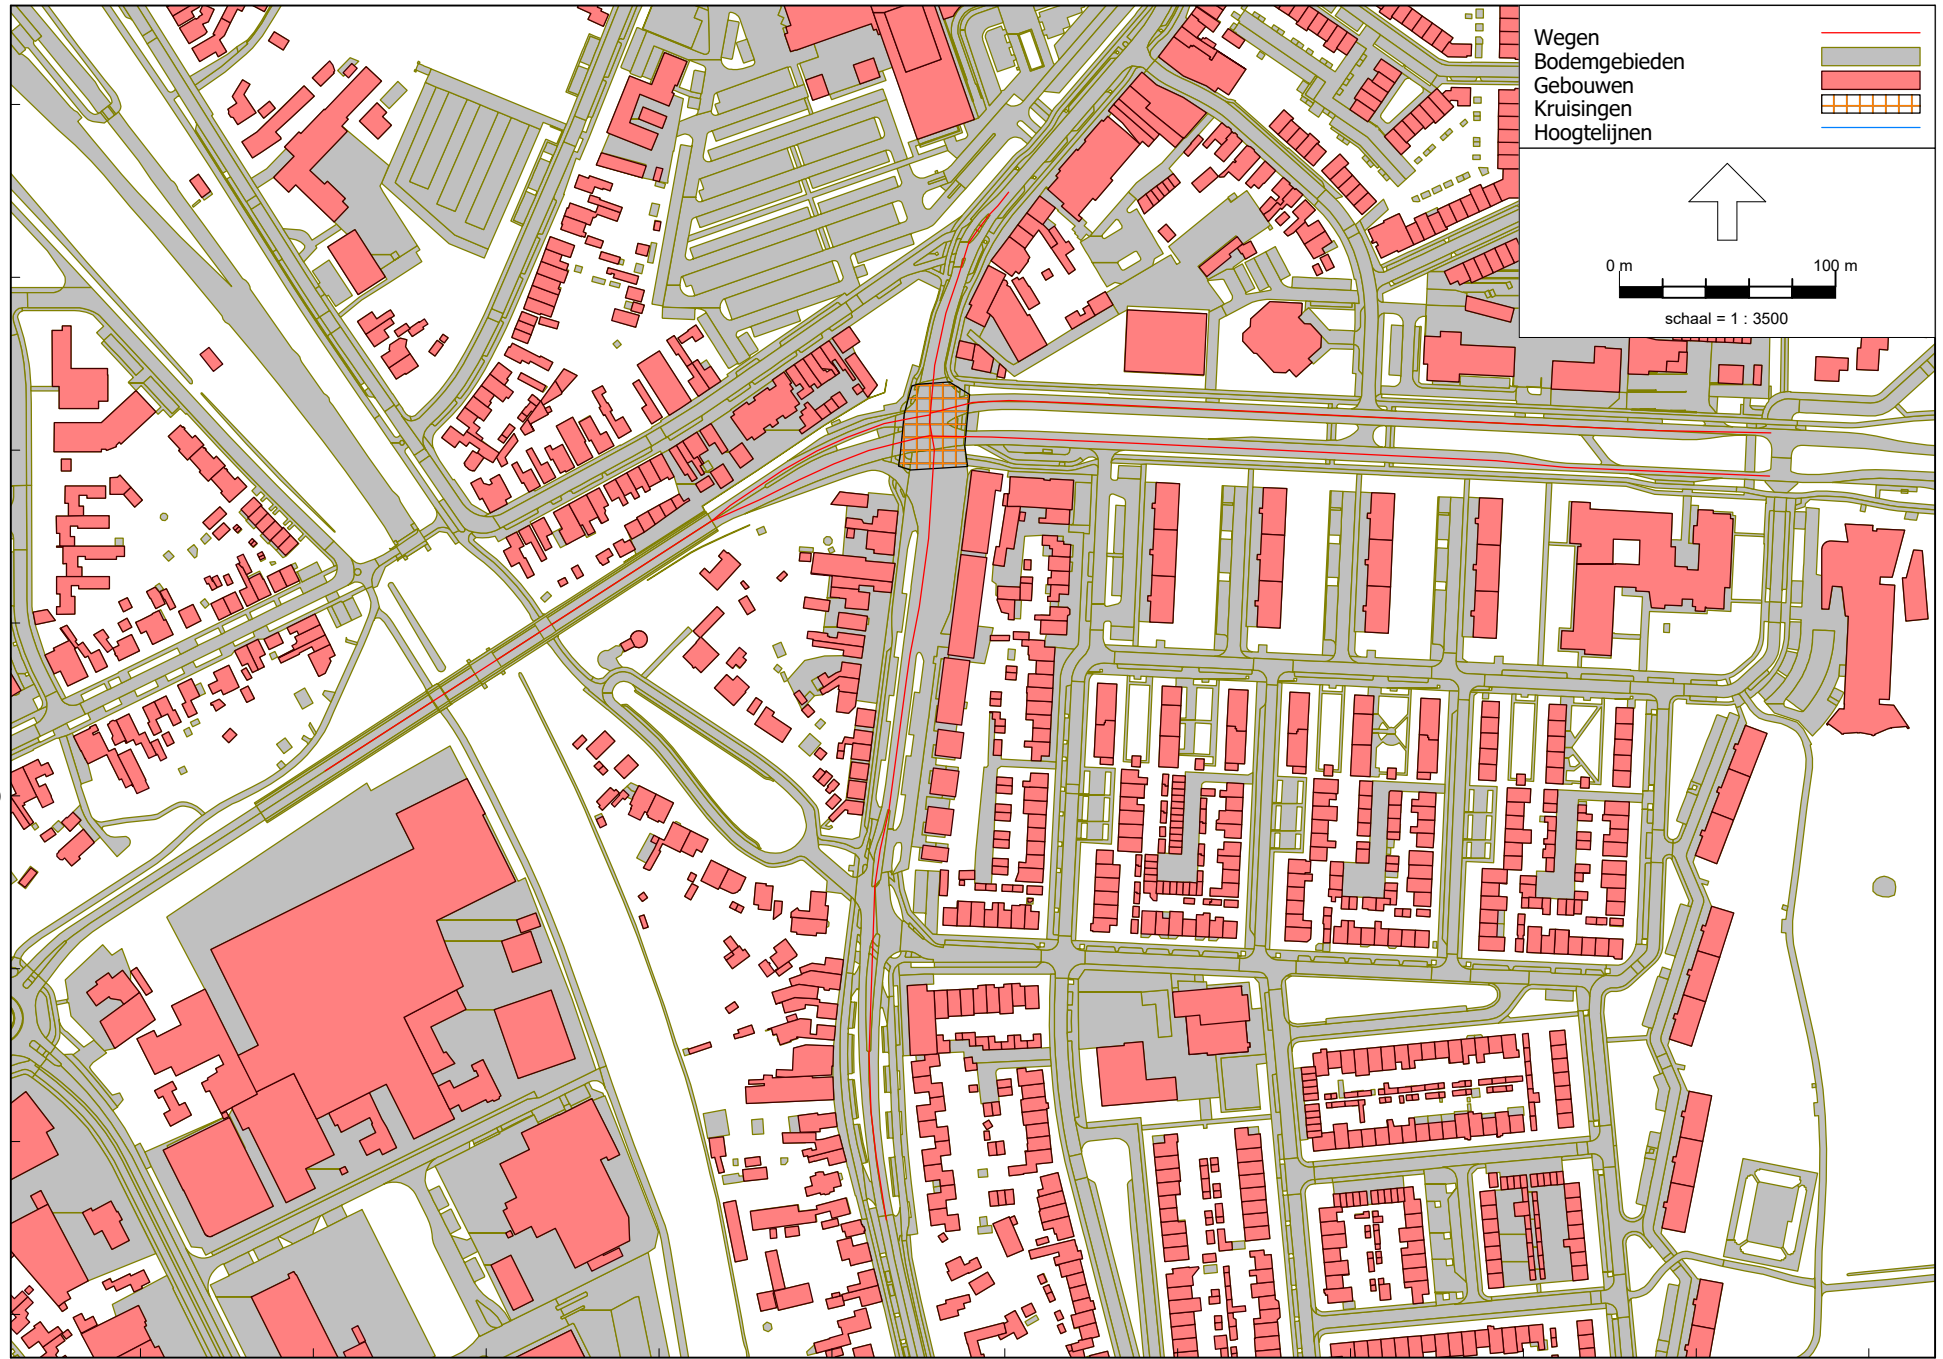 Wegen
Bodemgebieden
Gebouwen
Kruisingen
Hoogtelijnen
0 m 100 m
schaal = 1 : 3500